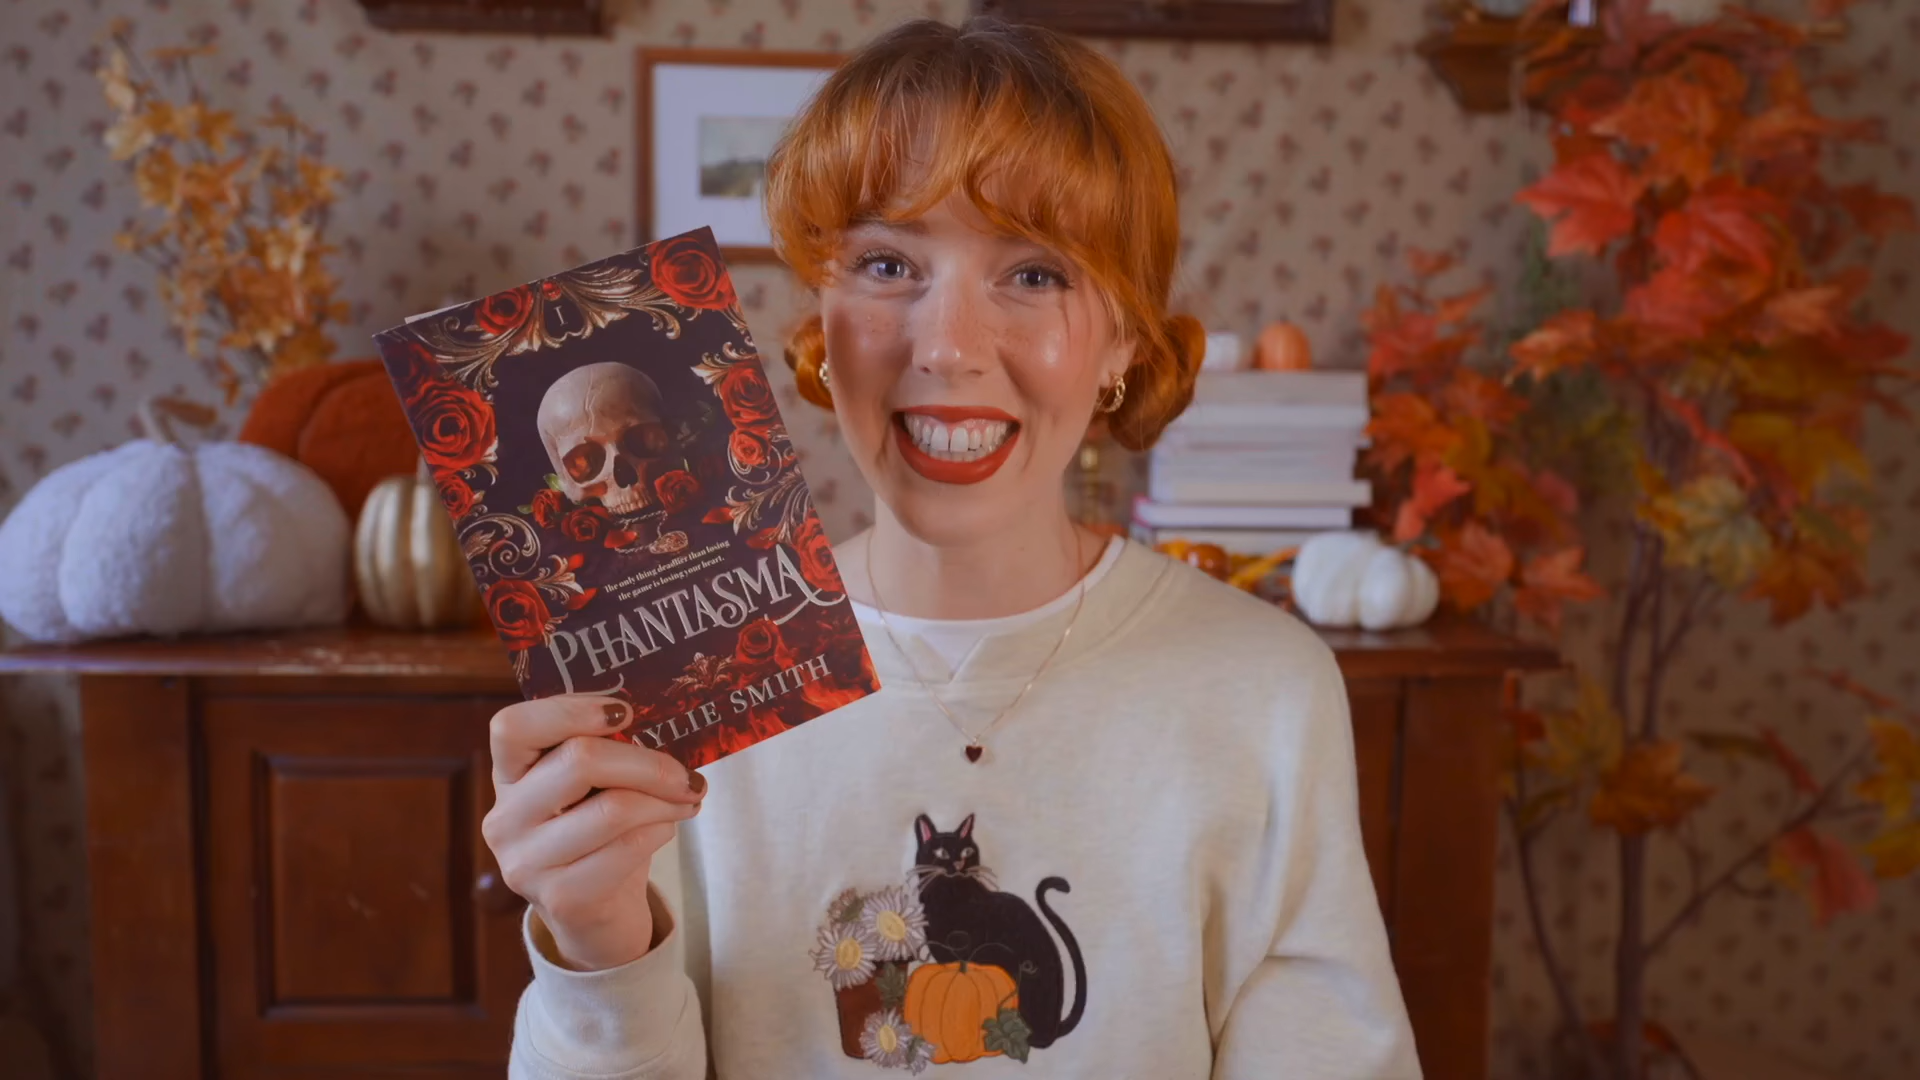 I
The only thing deadlier than losing
the game is losing your heart.
PHANTASMA
AYLIE SMITH